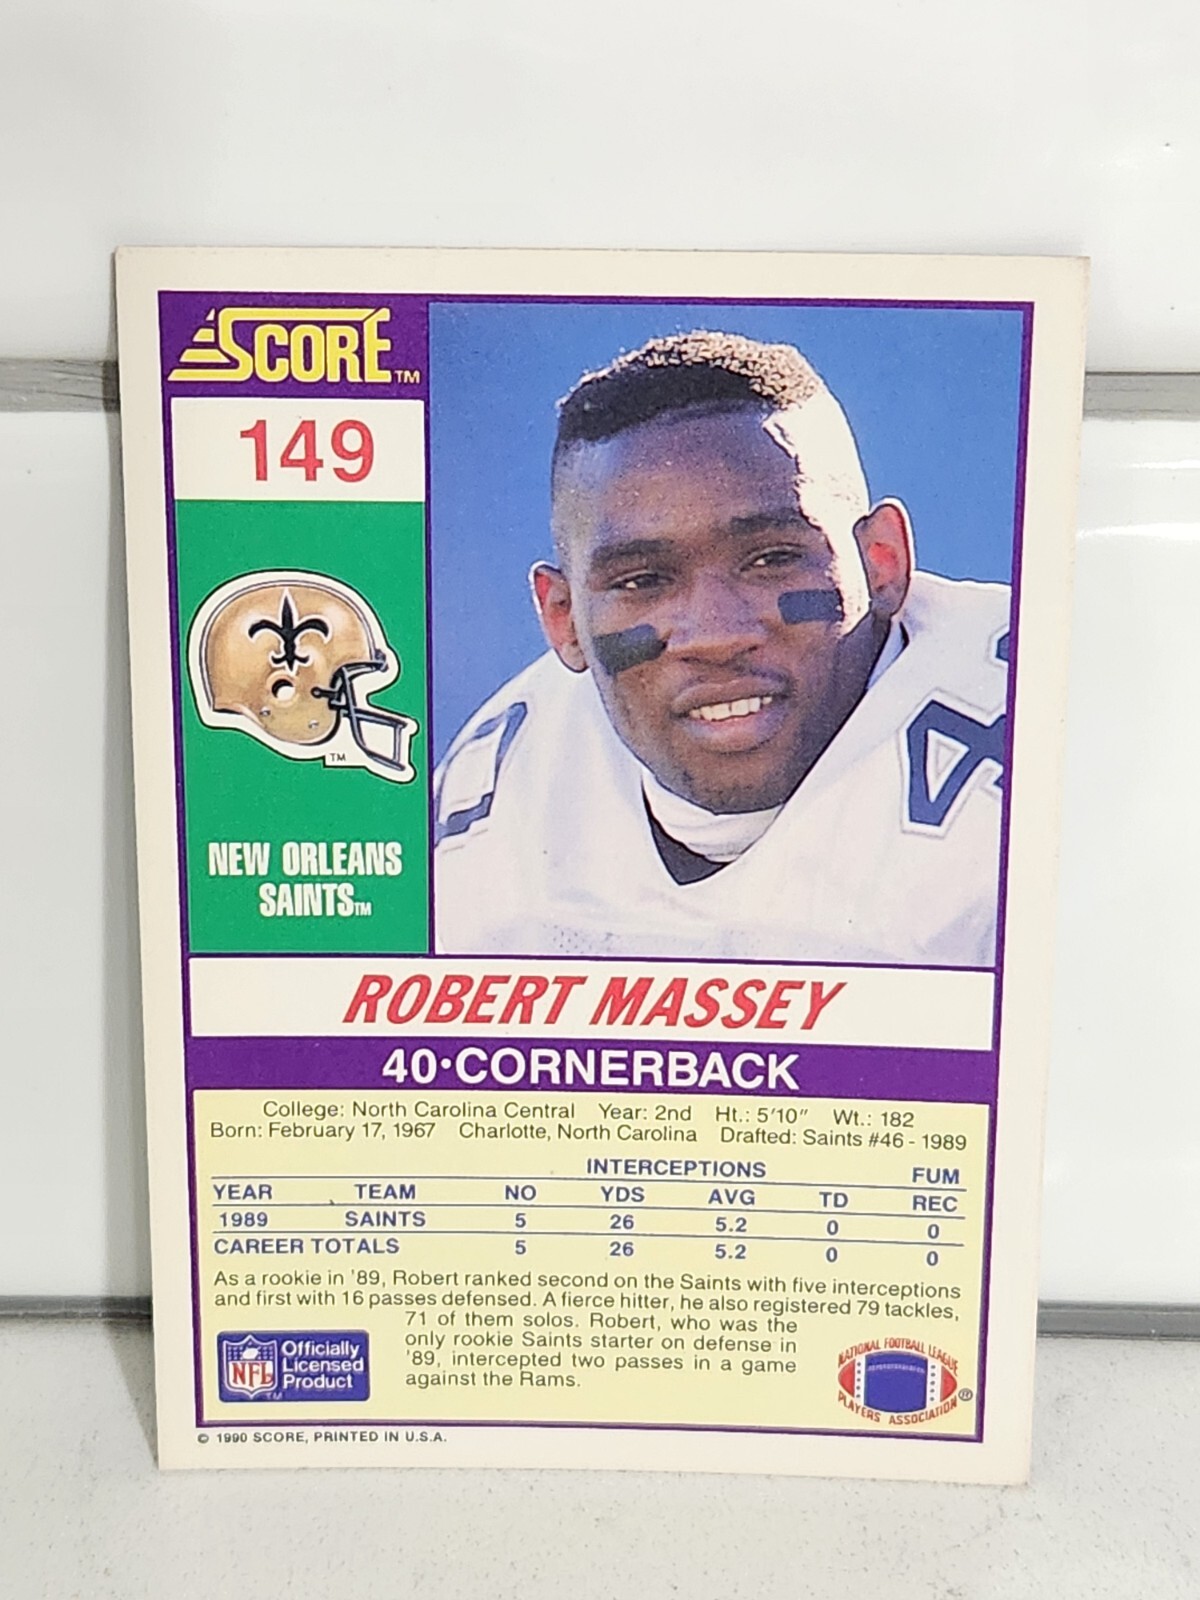 SCORE™
149
TM
NEW ORLEANS
SAINTS™
4
ROBERT MASSEY
40•CORNERBACK
College: North Carolina Central Year: 2nd Ht.: 5'10" Wt.: 182
Born: February 17, 1967 Charlotte, North Carolina Drafted: Saints #46 - 1989
INTERCEPTIONS FUM
YEAR TEAM NO YDS AVG TD REC
1989 SAINTS 5 26 5.2 0 0
CAREER TOTALS 5 26 5.2 0 0
As a rookie in '89, Robert ranked second on the Saints with five interceptions
and first with 16 passes defensed. A fierce hitter, he also registered 79 tackles,
71 of them solos. Robert, who was the
only rookie Saints starter on defense in
'89, intercepted two passes in a game
against the Rams.
NFL
TM
Officially
Licensed
Product
NATIONAL FOOTBALL LEAGUE
PLAYERS ASSOCIATION ®
© 1990 SCORE, PRINTED IN U.S.A.